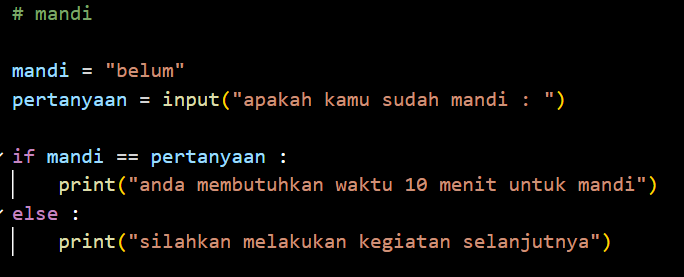 # mandi
mandi = "belum"
pertanyaan = input("apakah kamu sudah mandi : ")
if mandi == pertanyaan :
    print("anda membutuhkan waktu 10 menit untuk mandi")
else :
    print("silahkan melakukan kegiatan selanjutnya")